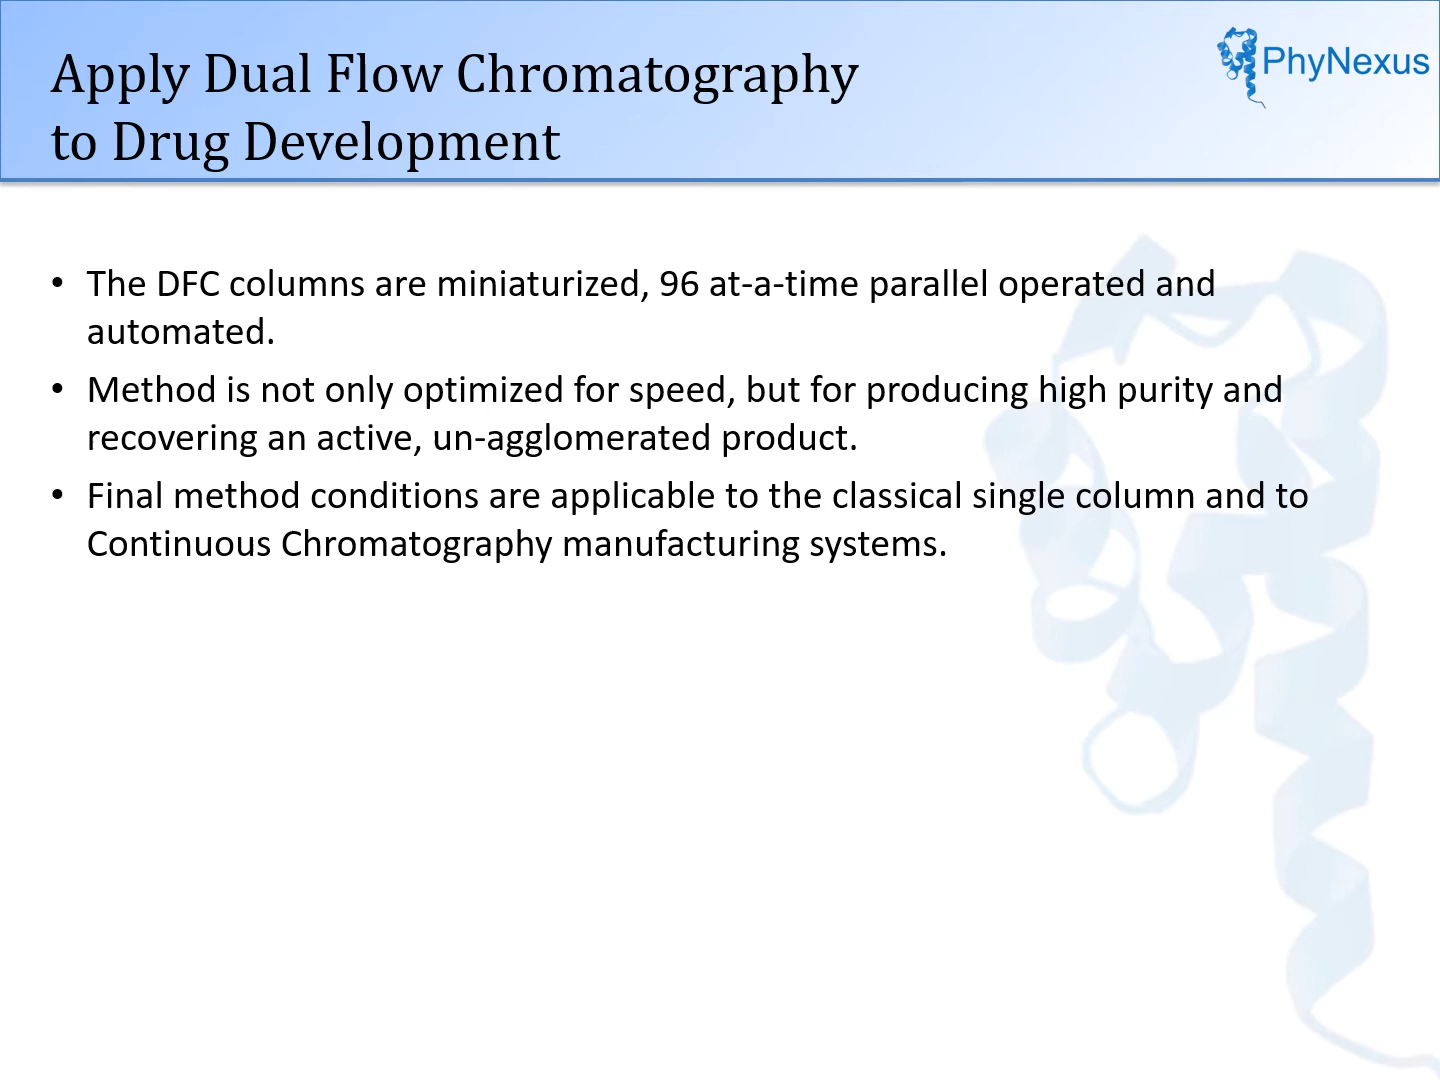 Apply Dual Flow Chromatography
to Drug Development
PhyNexus
• The DFC columns are miniaturized, 96 at-a-time parallel operated and
automated.
• Method is not only optimized for speed, but for producing high purity and
recovering an active, un-agglomerated product.
• Final method conditions are applicable to the classical single column and to
Continuous Chromatography manufacturing systems.